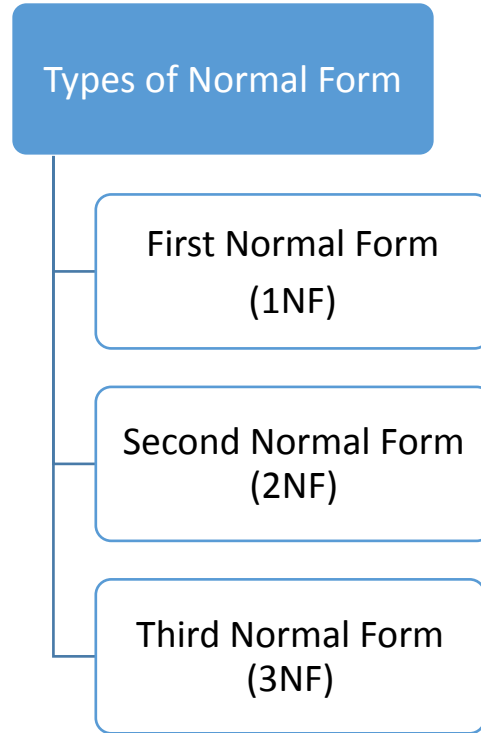 Types of Normal Form
First Normal Form
(1NF)
Second Normal Form
(2NF)
Third Normal Form
(3NF)